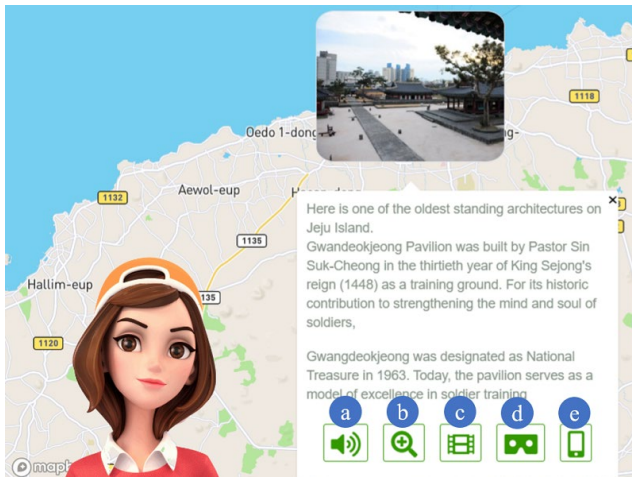 1118
Oedo 1-dong
Aewol-eup
1132
1135
Here is one of the oldest standing architectures on
Jeju Island.
Gwandeokjeong Pavilion was built by Pastor Sin
Suk-Cheong in the thirtieth year of King Sejong's
reign (1448) as a training ground. For its historic
contribution to strengthening the mind and soul of
soldiers,
Hallim-eup
135
1120
Gwangdeokjeong was designated as National
Treasure in 1963. Today, the pavilion serves as a
model of excellence in soldier training
a b c d e